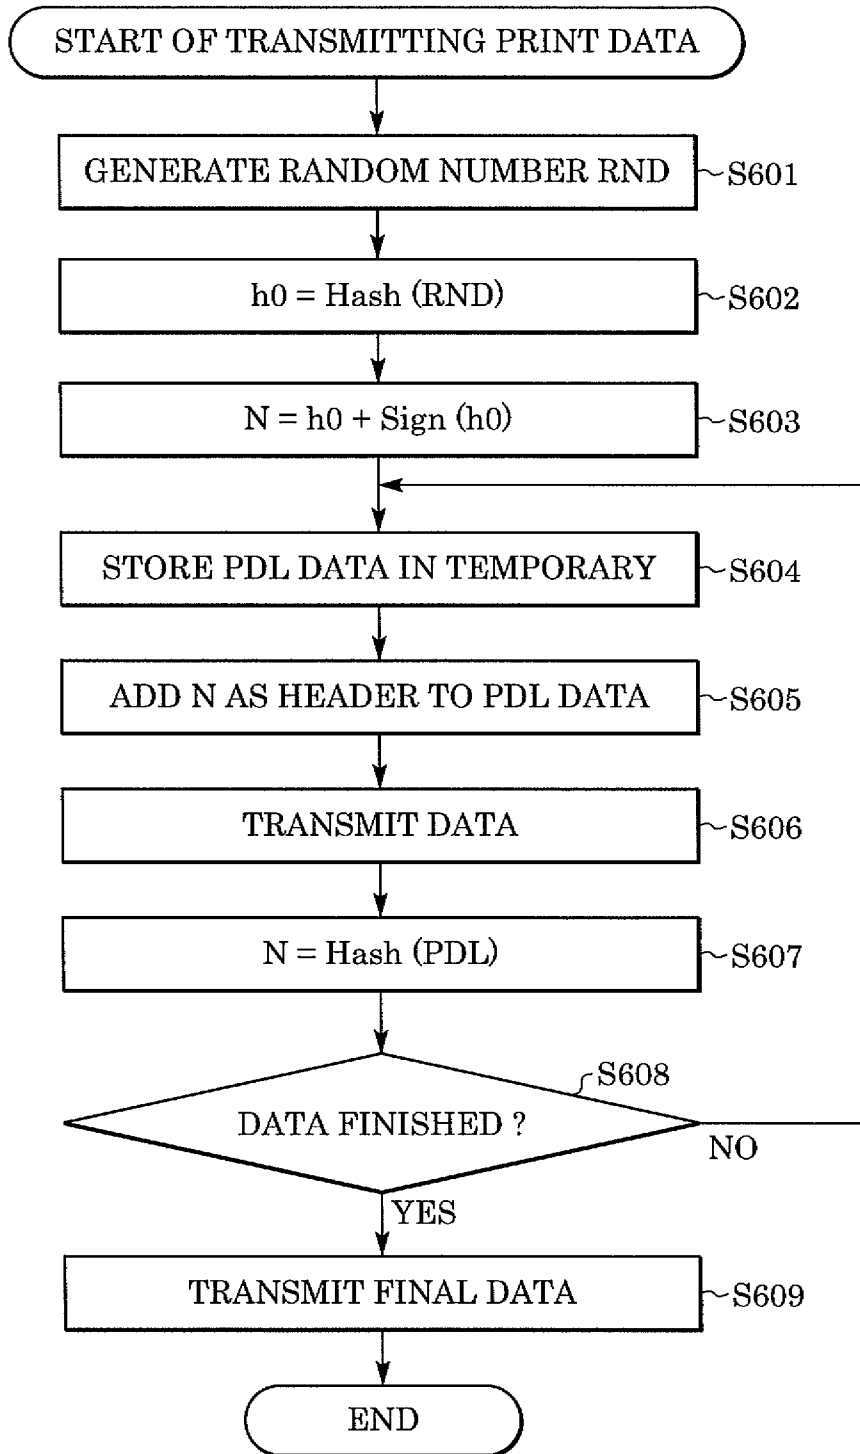 START OF TRANSMITTING PRINT DATA
GENERATE RANDOM NUMBER RND
S601
h0 = Hash (RND)
S602
N = h0 + Sign (h0)
S603
STORE PDL DATA IN TEMPORARY
S604
ADD N AS HEADER TO PDL DATA
S605
TRANSMIT DATA
S606
N = Hash (PDL)
S607
S608
DATA FINISHED ?
NO
YES
TRANSMIT FINAL DATA
S609
END